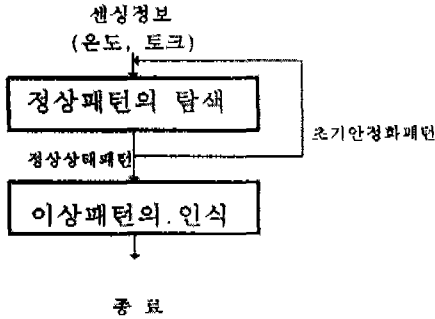 센싱정보
(온도, 토크)
정상패턴의 탐색
초기안정화패턴
정상상태패턴
이상패턴의. 인식
종 료